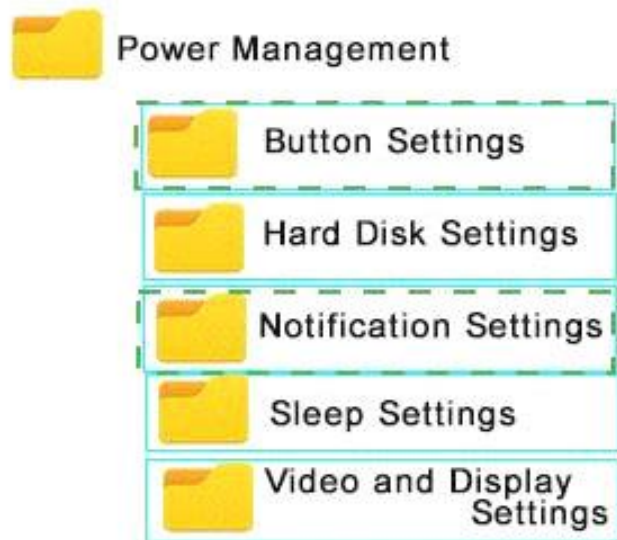 Power Management
Button Settings
Hard Disk Settings
Notification Settings
Sleep Settings
Video and Display
Settings